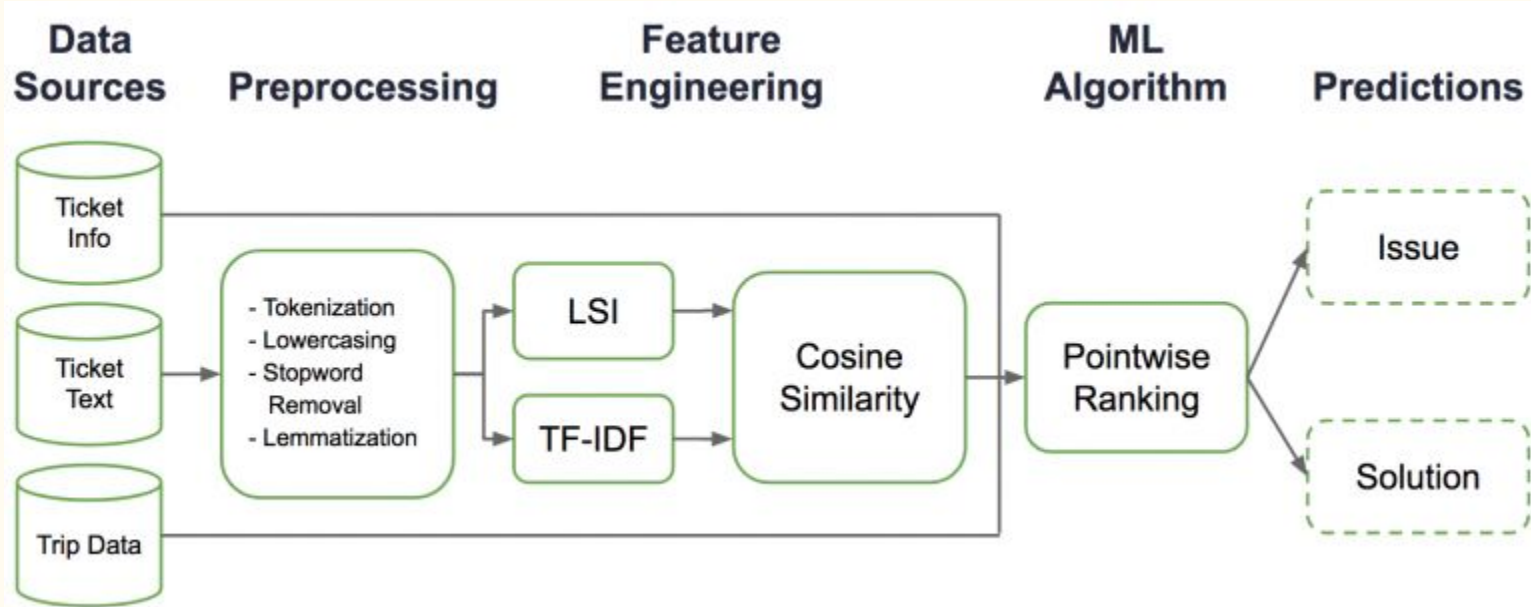 Data
Sources
Preprocessing
Feature
Engineering
ML
Algorithm
Predictions
Ticket
Info
Ticket
Text
Trip Data
- Tokenization
- Lowercasing
- Stopword
Removal
- Lemmatization
LSI
TF-IDF
Cosine
Similarity
Pointwise
Ranking
Issue
Solution